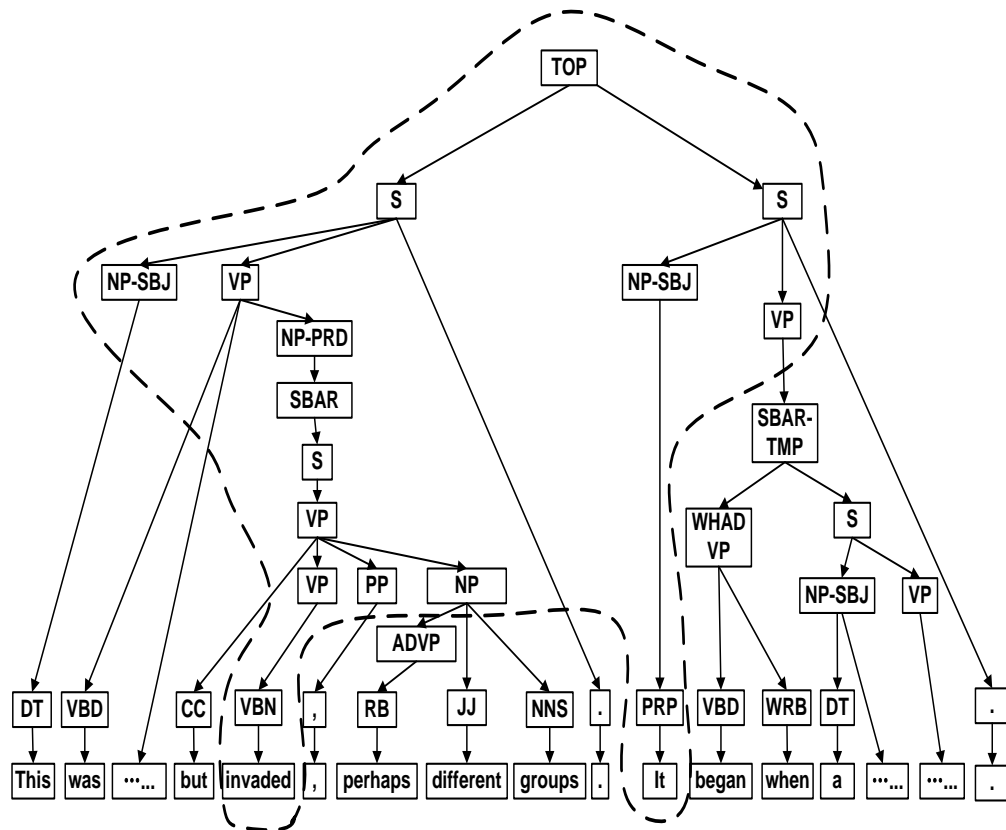 TOP
S S
NP-SBJ VP NP-SBJ
NP-PRD VP
SBAR SBAR-
TMP
S
VP WHAD
VP S
VP PP NP NP-SBJ VP
ADVP
DT VBD CC VBN , RB JJ NNS . PRP VBD WRB DT .
This was ...... but invaded , perhaps different groups . It began when a ...... ...... .